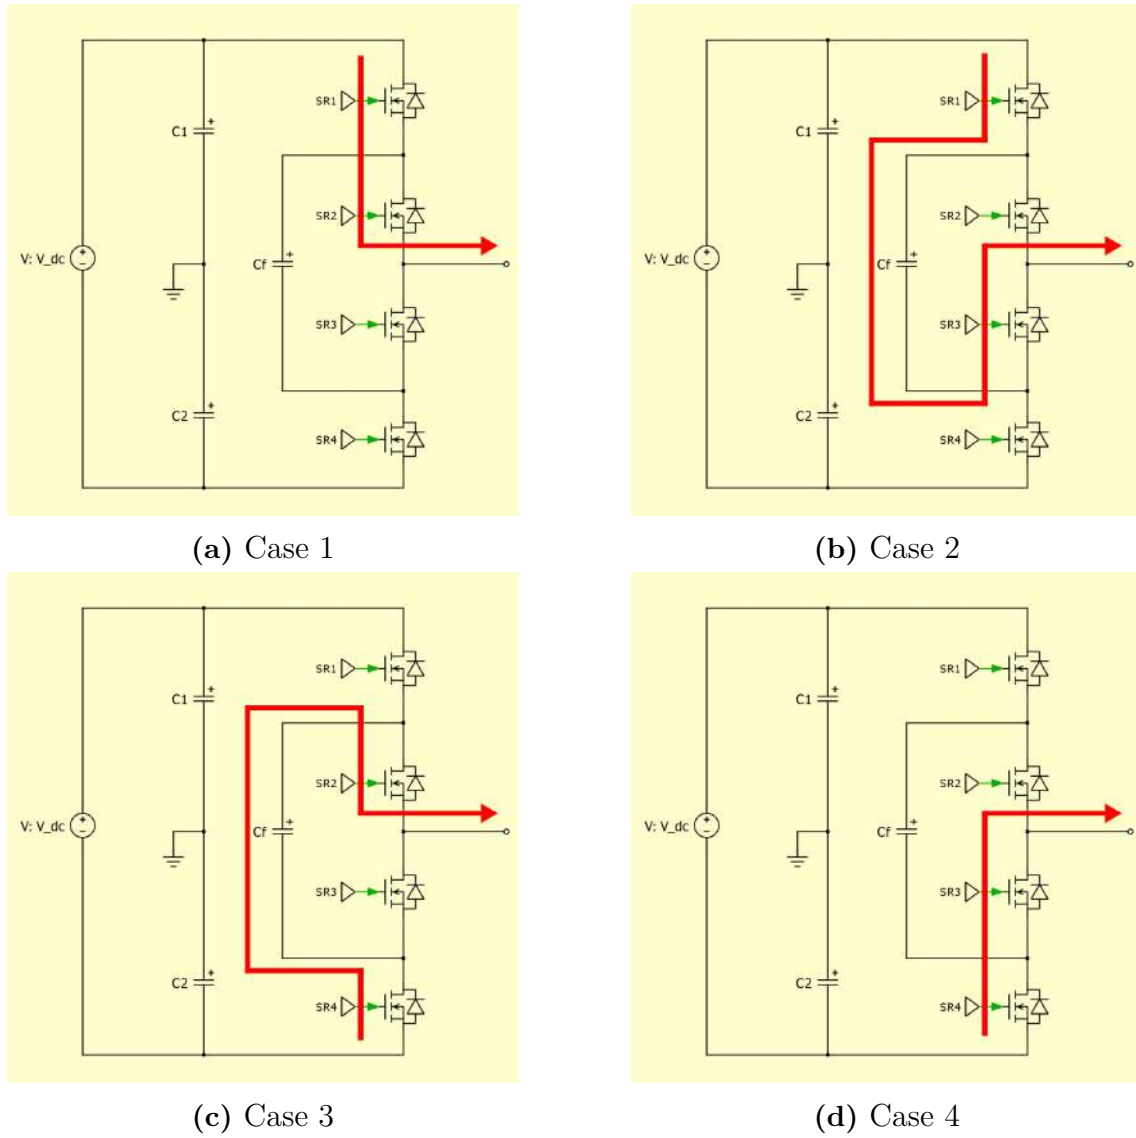 SR1
C1
SR2
V: V_dc
Cf
SR3
C2
SR4
(a) Case 1
SR1
C1
SR2
V: V_dc
Cf
SR3
C2
SR4
(b) Case 2
SR1
C1
SR2
V: V_dc
Cf
SR3
C2
SR4
(c) Case 3
SR1
C1
SR2
V: V_dc
Cf
SR3
C2
SR4
(d) Case 4